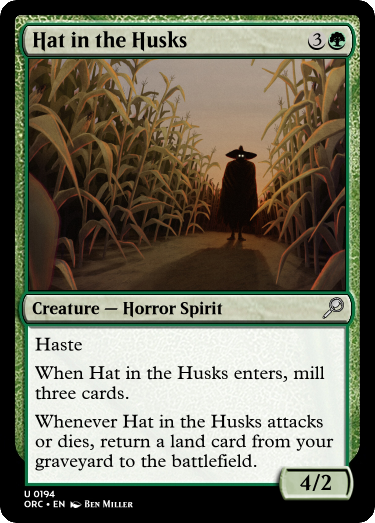 Hat in the Husks 3
Creature — Horror Spirit
Haste
When Hat in the Husks enters, mill
three cards.
Whenever Hat in the Husks attacks
or dies, return a land card from your
graveyard to the battlefield.
4/2
U 0194
ORC • EN Ben Miller